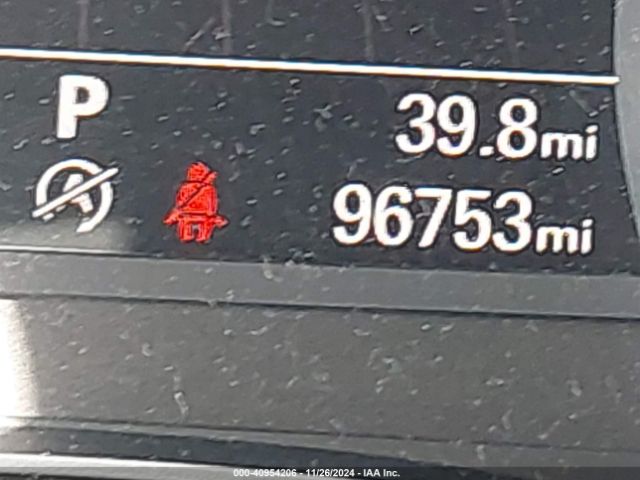 P 39.8mi
A 96753mi
000-40954206 - 11/26/2024 - IAA Inc.